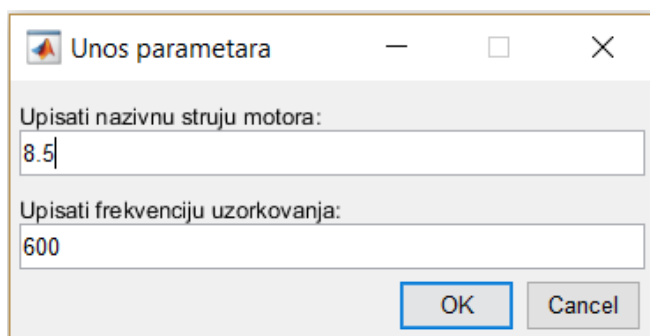 Unos parametara
Upisati nazivnu struju motora:
8.5
Upisati frekvenciju uzorkovanja:
600
OK Cancel